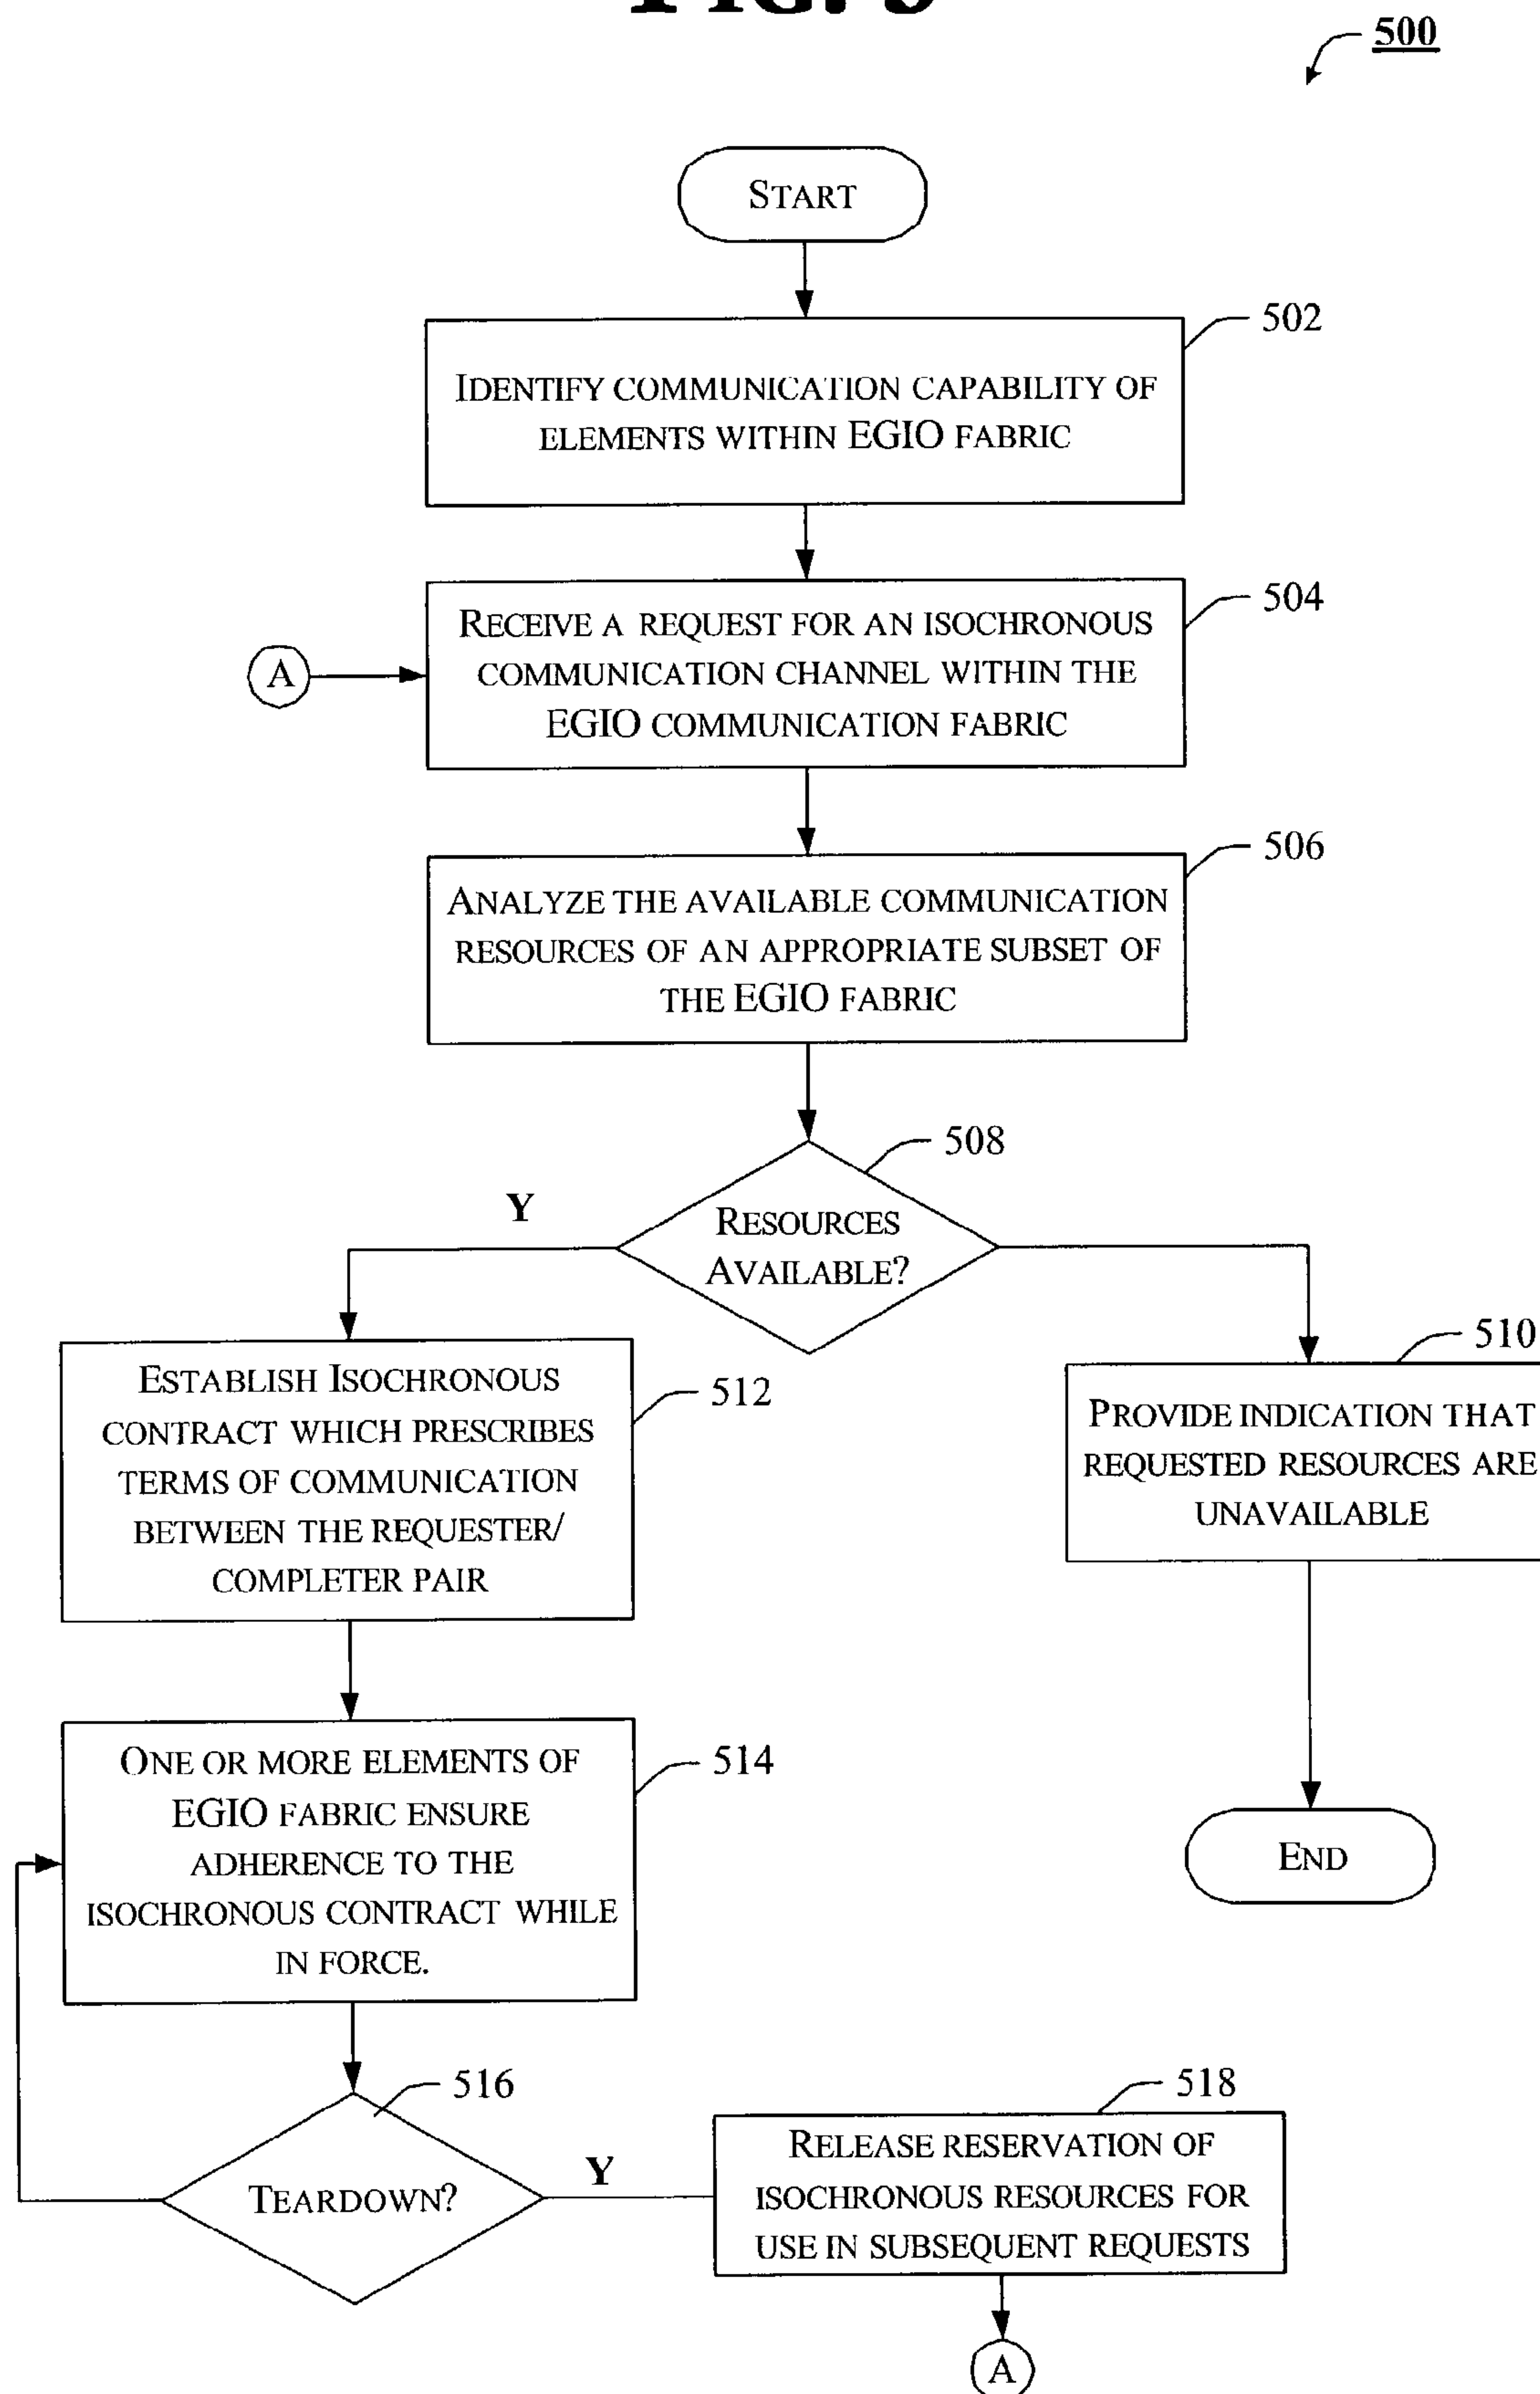 500
START
502
IDENTIFY COMMUNICATION CAPABILITY OF
ELEMENTS WITHIN EGIO FABRIC
504
RECEIVE A REQUEST FOR AN ISOCHRONOUS
COMMUNICATION CHANNEL WITHIN THE
EGIO COMMUNICATION FABRIC
A
506
ANALYZE THE AVAILABLE COMMUNICATION
RESOURCES OF AN APPROPRIATE SUBSET OF
THE EGIO FABRIC
508
Y
RESOURCES
AVAILABLE?
510
PROVIDE INDICATION THAT
REQUESTED RESOURCES ARE
UNAVAILABLE
512
ESTABLISH ISOCHRONOUS
CONTRACT WHICH PRESCRIBES
TERMS OF COMMUNICATION
BETWEEN THE REQUESTER/
COMPLETER PAIR
514
ONE OR MORE ELEMENTS OF
EGIO FABRIC ENSURE
ADHERENCE TO THE
ISOCHRONOUS CONTRACT WHILE
IN FORCE.
END
516
TEARDOWN?
Y
518
RELEASE RESERVATION OF
ISOCHRONOUS RESOURCES FOR
USE IN SUBSEQUENT REQUESTS
A